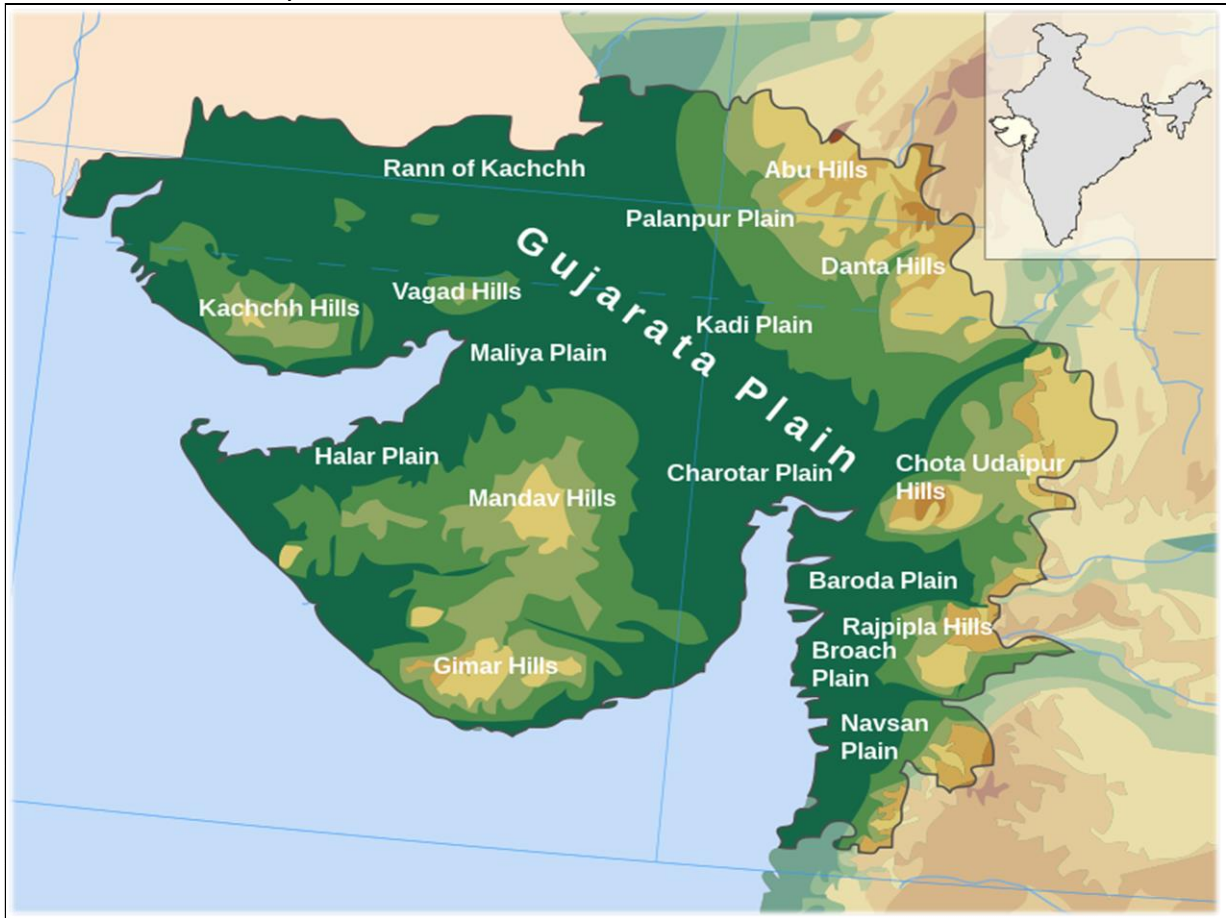 Rann of Kachchh
Abu Hills
Palanpur Plain
Gujarata Plain
Danta Hills
Vagad Hills
Kachchh Hills
Kadi Plain
Maliya Plain
Halar Plain
Charotar Plain
Chota Udaipur
Hills
Mandav Hills
Baroda Plain
Rajpipla Hills
Broach
Plain
Gimar Hills
Navsan
Plain